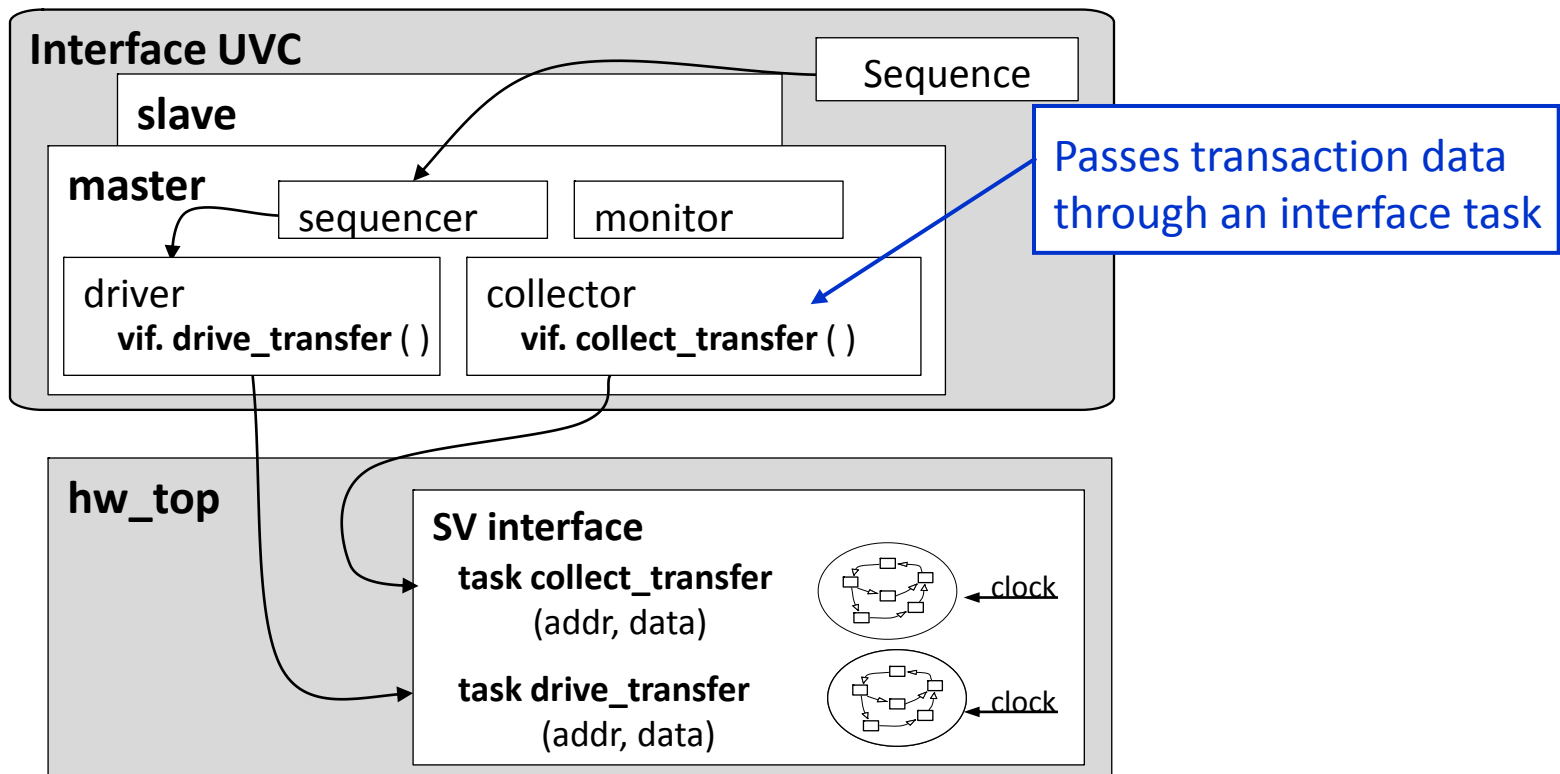 Interface UVC
Sequence
slave
Passes transaction data
through an interface task
master
sequencer
monitor
driver
vif. drive_transfer ( )
collector
vif. collect_transfer ( )
hw_top
SV interface
task collect_transfer
(addr, data)
clock
task drive_transfer
(addr, data)
clock